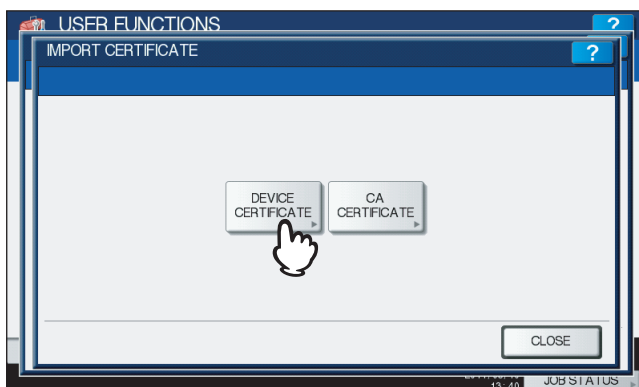 USER FUNCTIONS
?
IMPORT CERTIFICATE
?
DEVICE
CERTIFICATE
CA
CERTIFICATE
CLOSE
13:40
JOB STATUS